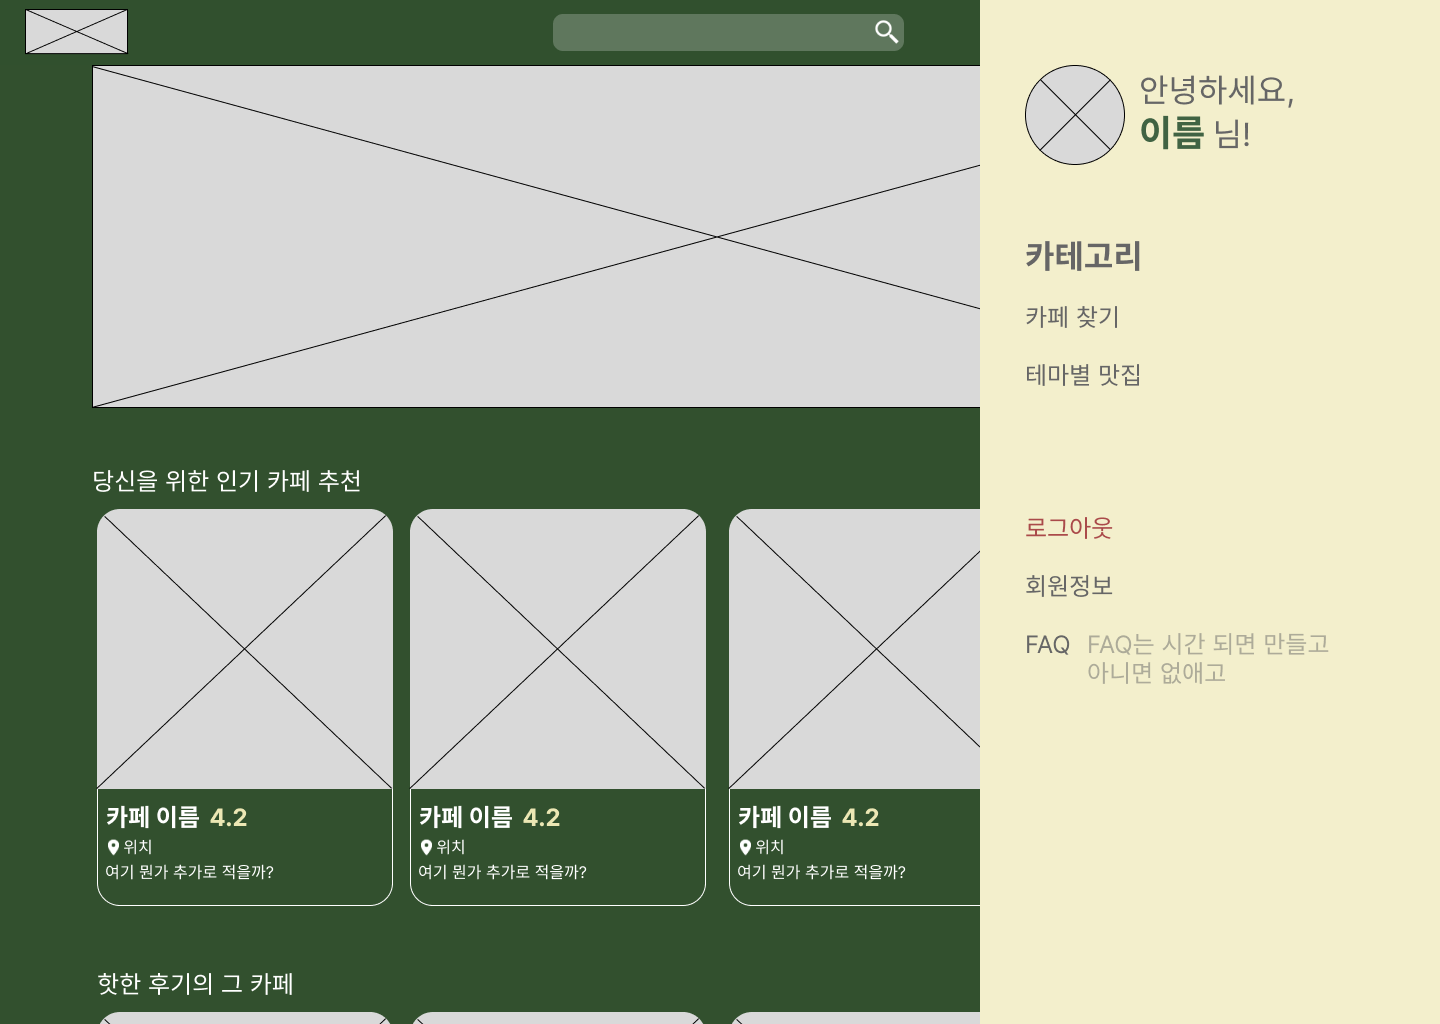 안녕하세요,
이름 님!
카테고리
카페 찾기
테마별 맛집
당신을 위한 인기 카페 추천
로그아웃
회원정보
FAQ FAQ는 시간 되면 만들고
아니면 없애고
카페 이름 4.2
위치
여기 뭔가 추가로 적을까?
카페 이름 4.2
위치
여기 뭔가 추가로 적을까?
카페 이름 4.2
위치
여기 뭔가 추가로 적을까?
핫한 후기의 그 카페